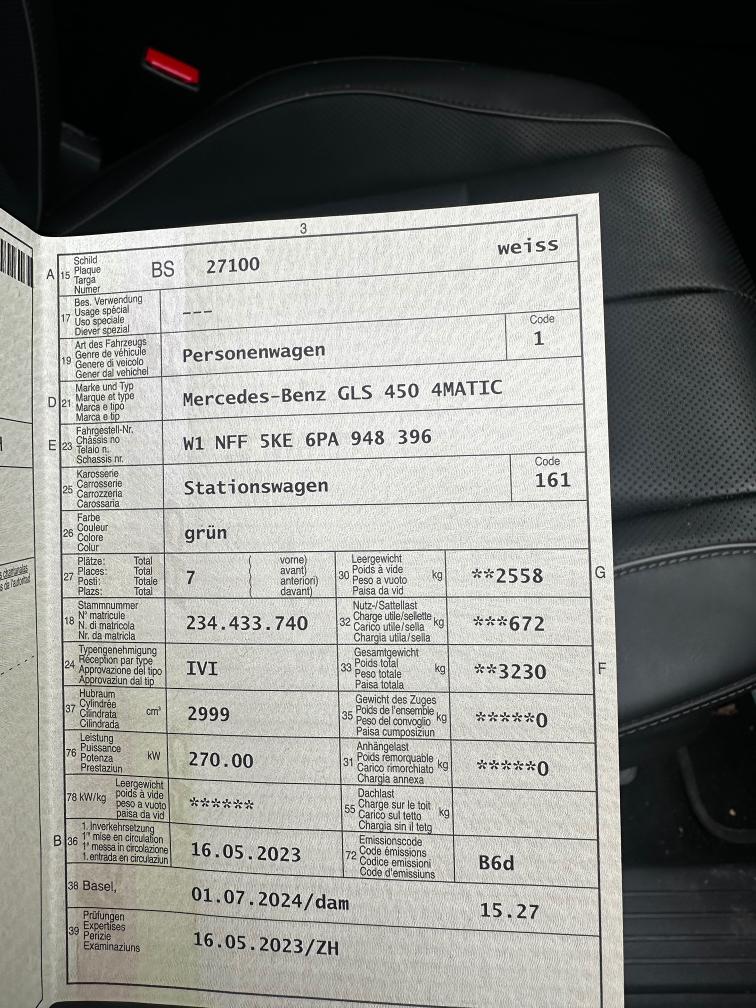 3
A 15 Schild
Plaque
Targa
Numer
BS 27100 weiss
17 Bes. Verwendung
Usage spécial
Uso speciale
Diever spezial
---
19 Art des Fahrzeugs
Genre de véhicule
Genere di veicolo
Gener dal vehichel
Personenwagen
Code
1
D 21 Marke und Typ
Marque et type
Marca e tipo
Marca e tip
Mercedes-Benz GLS 450 4MATIC
E 23 Fahrgestell-Nr.
Châssis no
Telaio n.
Schassis nr.
W1 NFF 5KE 6PA 948 396
25 Karosserie
Carrosserie
Carrozzeria
Carossaria
Stationswagen
Code
161
26 Farbe
Couleur
Colore
Colur
grün
27 Plätze: Total
Places: Total
Posti: Totale
Plazs: Total
7
( vorne)
( avant)
( anteriori)
( davant)
30 Leergewicht
Poids à vide
Peso a vuoto
Paisa da vid
kg
**2558
G
18 Stammnummer
N° matricule
N. di matricola
Nr. da matricla
234.433.740
32 Nutz-/Sattellast
Charge utile/sellette
Carico utile/sella
Chargia utila/sella
kg
***672
24 Typengenehmigung
Réception par type
Approvazione del tipo
Approvaziun dal tip
IVI
33 Gesamtgewicht
Poids total
Peso totale
Paisa totala
kg
**3230
F
37 Hubraum
Cylindrée
Cilindrata
Cilindrada
cm³
2999
35 Gewicht des Zuges
Poids de l'ensemble
Peso del convoglio
Paisa cumposiziun
kg
*****0
76 Leistung
Puissance
Potenza
Prestaziun
kW
270.00
31 Anhängelast
Poids remorquable
Carico rimorchiato
Chargia annexa
kg
*****0
78 kW/kg Leergewicht
poids à vide
peso a vuoto
paisa da vid
******
55 Dachlast
Charge sur le toit
Carico sul tetto
Chargia sin il tetg
kg
B 36 1. Inverkehrsetzung
1re mise en circulation
1a messa in circolazione
1. entrada en circulaziun
16.05.2023
72 Emissionscode
Code émissions
Codice emissioni
Code d'emissiuns
B6d
38 Basel,
01.07.2024/dam 15.27
39 Prüfungen
Expertises
Perizie
Examinaziuns
16.05.2023/ZH